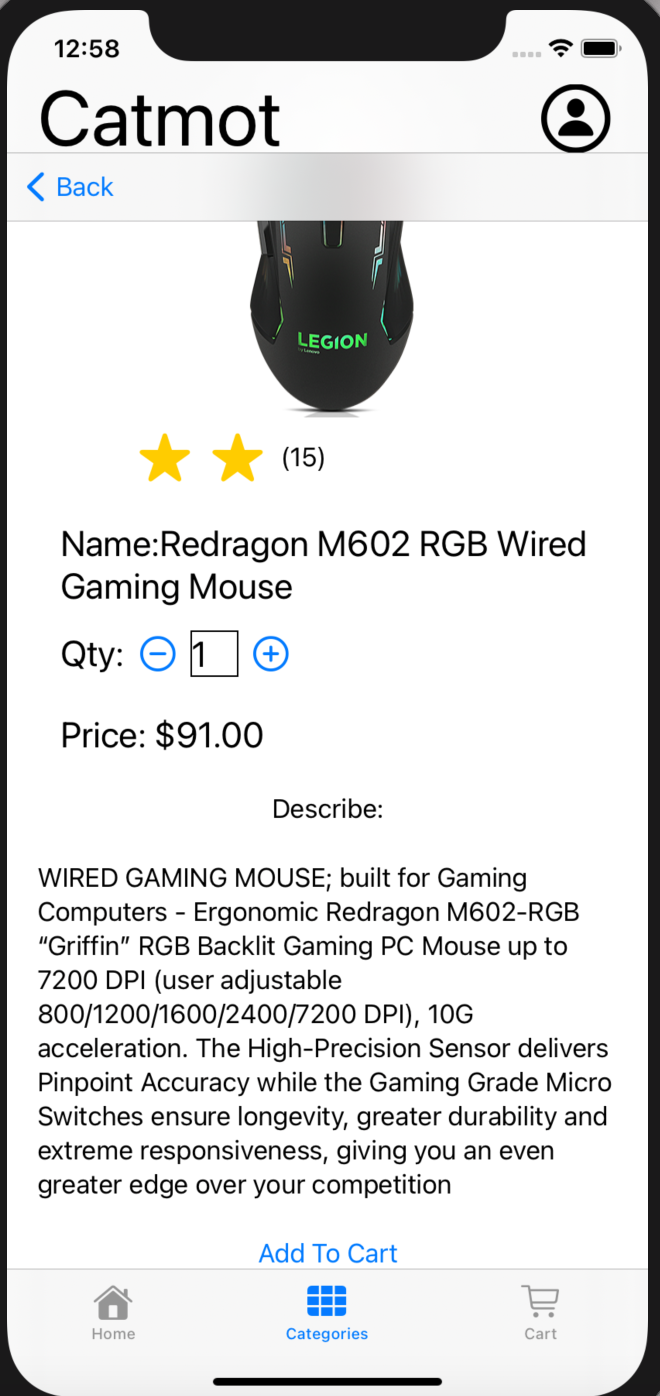 12:58
Catmot
Back
LEGION
by Lenovo
(15)
Name:Redragon M602 RGB Wired
Gaming Mouse
Qty: 1
Price: $91.00
Describe:
WIRED GAMING MOUSE; built for Gaming
Computers - Ergonomic Redragon M602-RGB
“Griffin” RGB Backlit Gaming PC Mouse up to
7200 DPI (user adjustable
800/1200/1600/2400/7200 DPI), 10G
acceleration. The High-Precision Sensor delivers
Pinpoint Accuracy while the Gaming Grade Micro
Switches ensure longevity, greater durability and
extreme responsiveness, giving you an even
greater edge over your competition
Add To Cart
Home
Categories
Cart